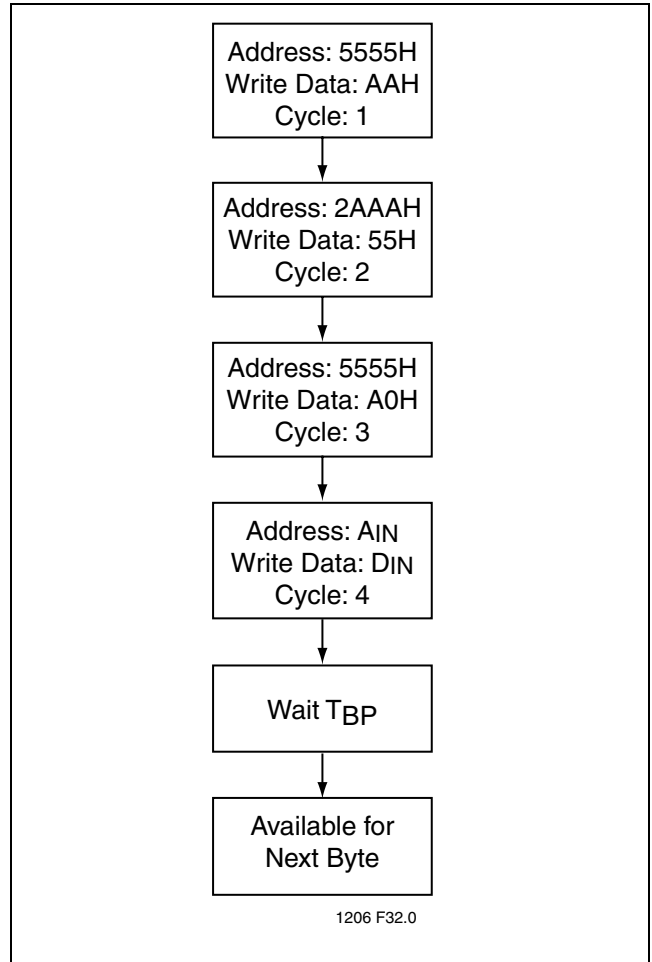 Address: 5555H
Write Data: AAH
Cycle: 1
Address: 2AAAH
Write Data: 55H
Cycle: 2
Address: 5555H
Write Data: A0H
Cycle: 3
Address: AIN
Write Data: DIN
Cycle: 4
Wait TBP
Available for
Next Byte
1206 F32.0